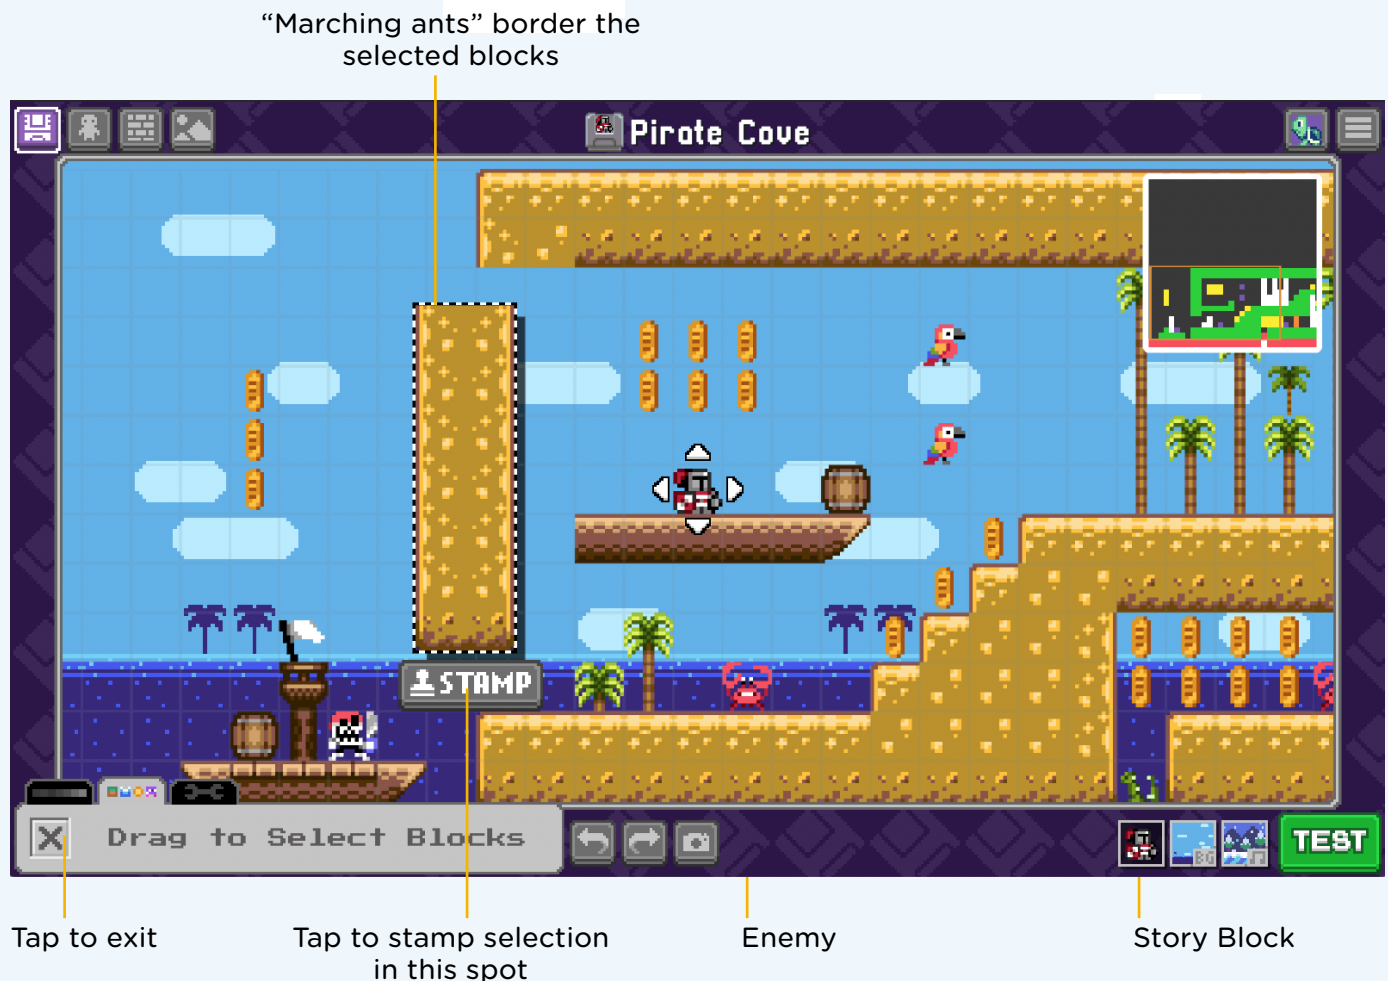 “Marching ants” border the
selected blocks
Pirate Cove
STAMP
Drag to Select Blocks
BG
TEST
Tap to exit
Tap to stamp selection
in this spot
Enemy
Story Block